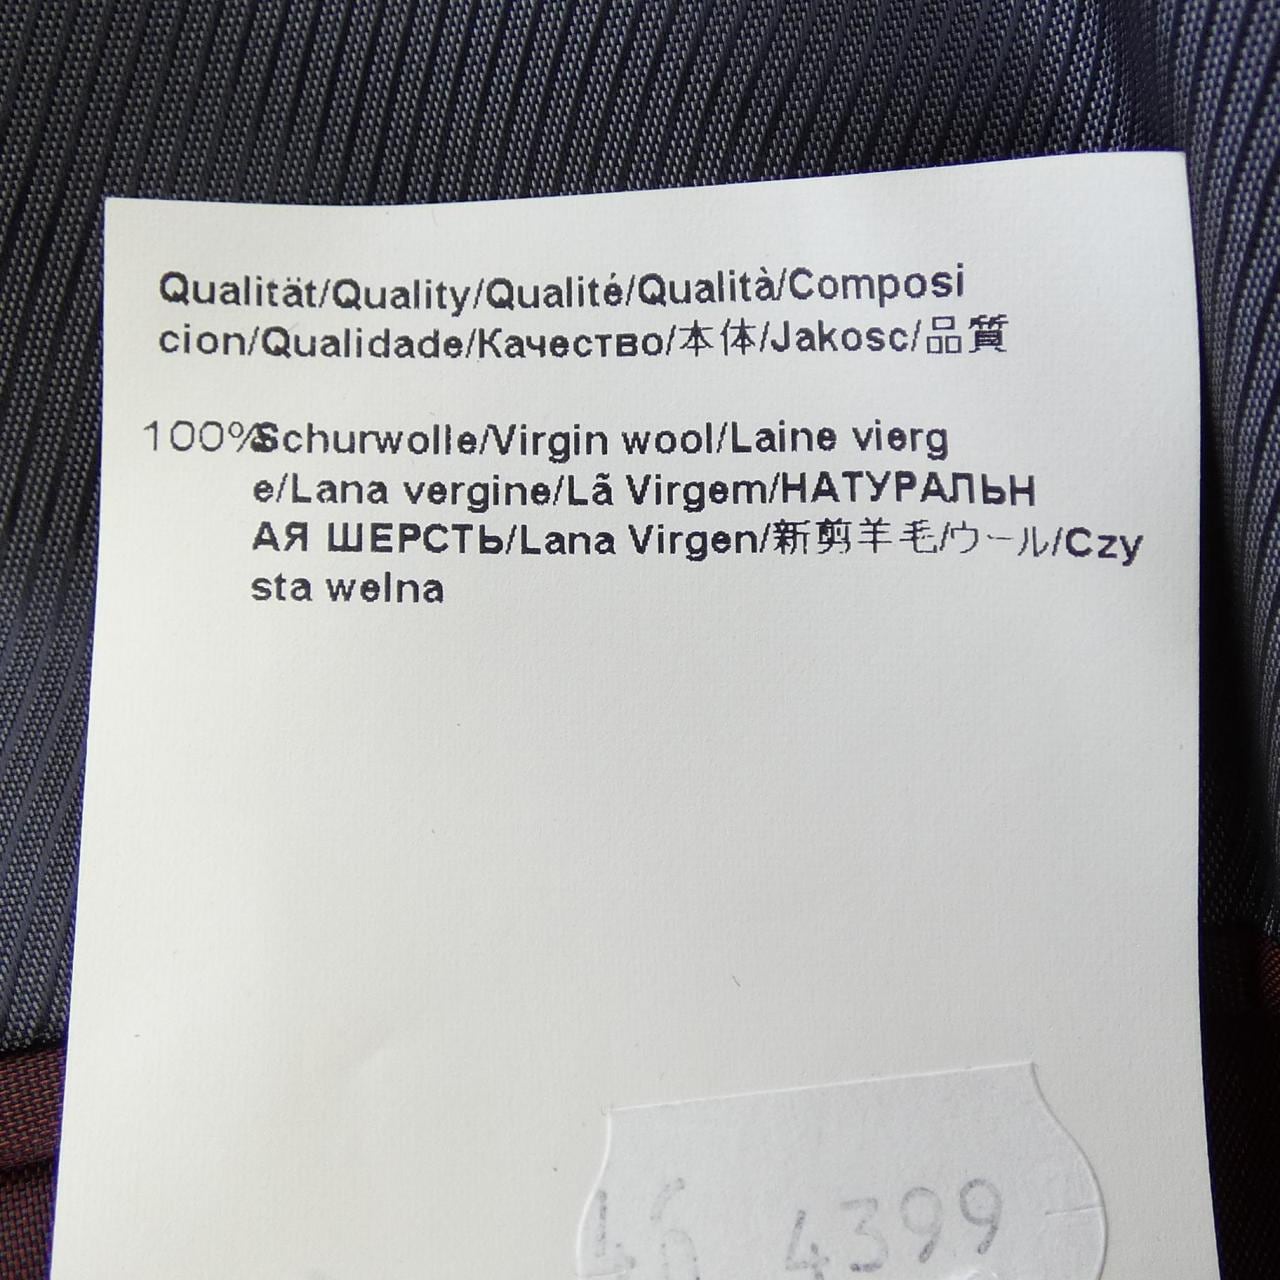 Qualität/Quality/Qualité/Qualità/Composi
cion/Qualidade/Качество/本体/Jakosc/品質
100%Schurwolle/Virgin wool/Laine vierg
e/Lana vergine/Lã Virgem/НАТУРАЛЬН
АЯ ШЕРСТЬ/Lana Virgen/新剪羊毛/ウール/Czy
sta welna
4399